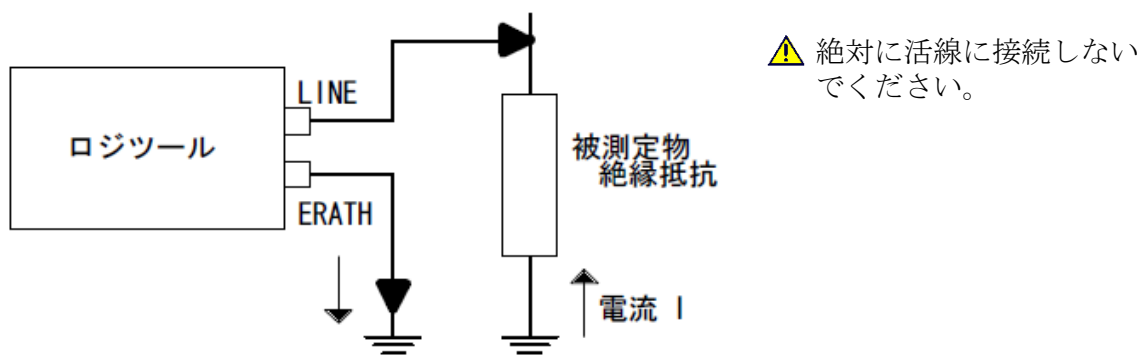 絶対に活線に接続しない
でください。
LINE
ロジツール
被測定物
絶縁抵抗
ERATH
電流 I